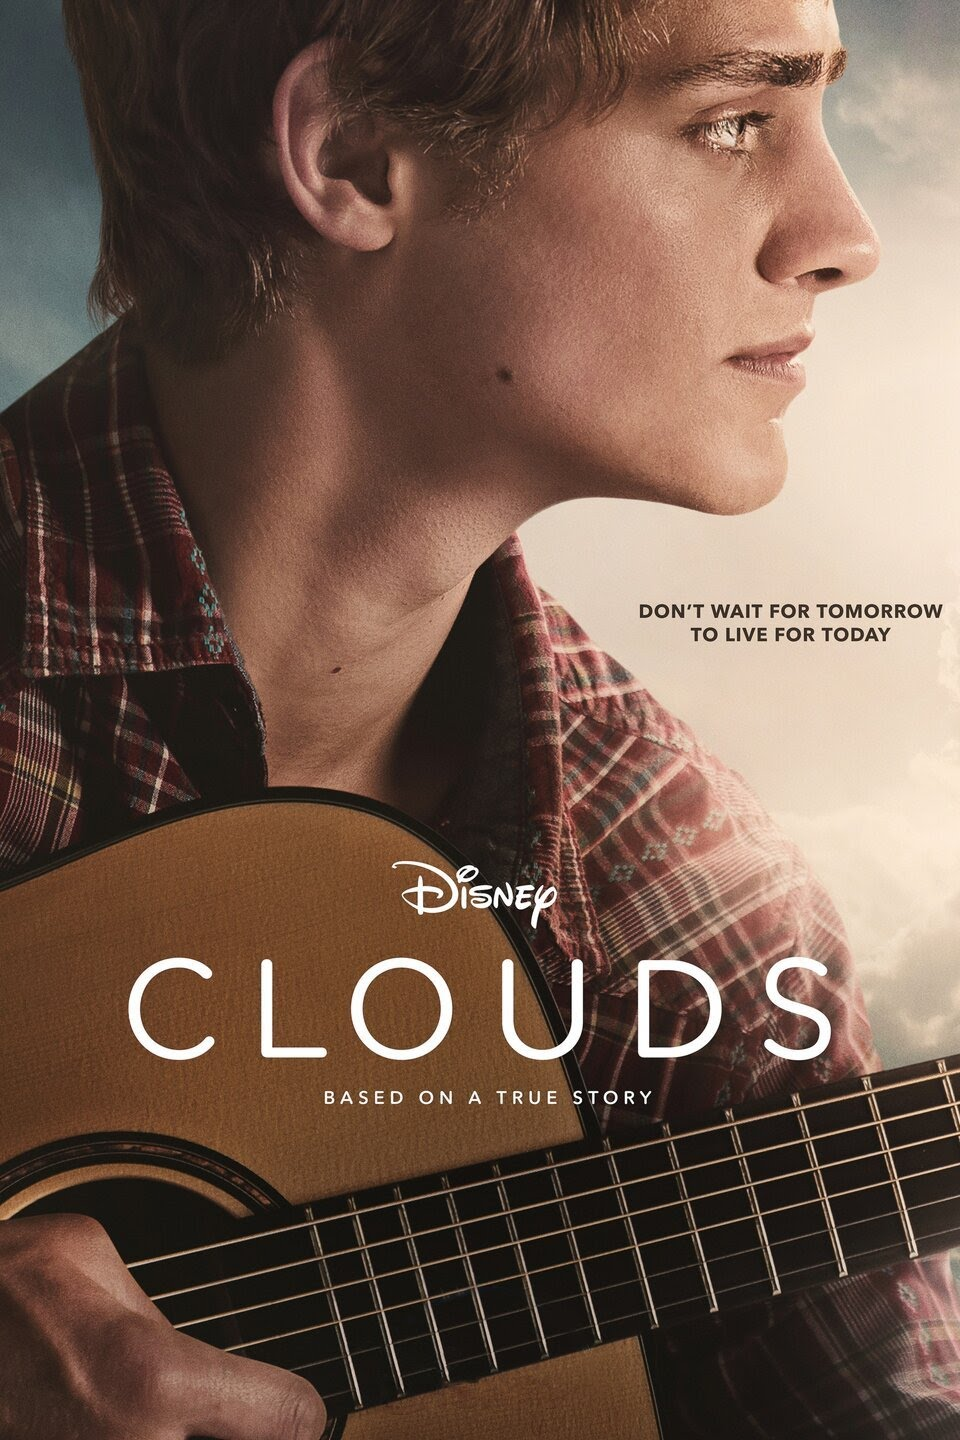 DON'T WAIT FOR TOMORROW
TO LIVE FOR TODAY
Disney
CLOUDS
BASED ON A TRUE STORY